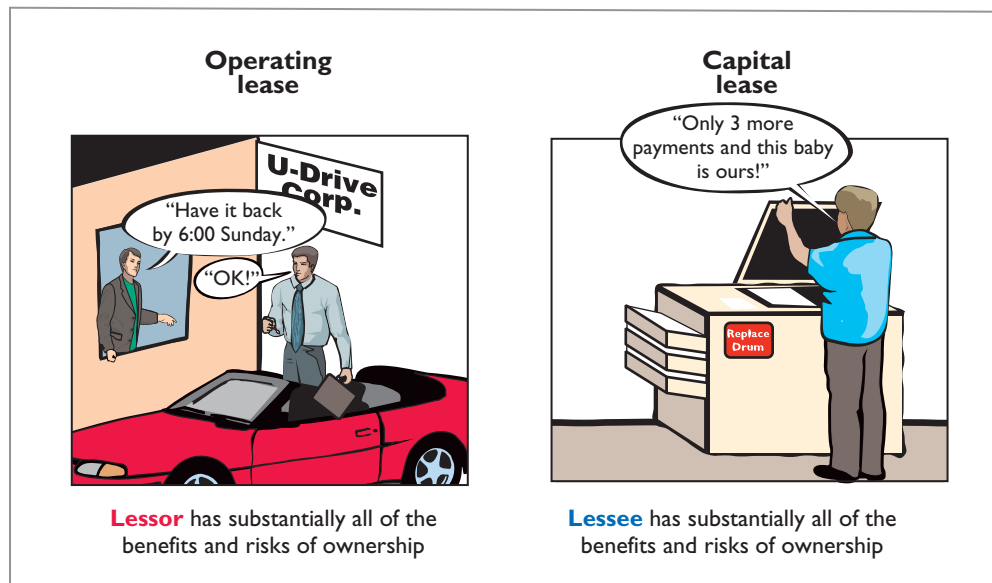 Operating
lease
U-Drive
Corp.
“Have it back
by 6:00 Sunday.”
“OK!”
Lessor has substantially all of the
benefits and risks of ownership
Capital
lease
“Only 3 more
payments and this baby
is ours!”
Replace
Drum
Lessee has substantially all of the
benefits and risks of ownership